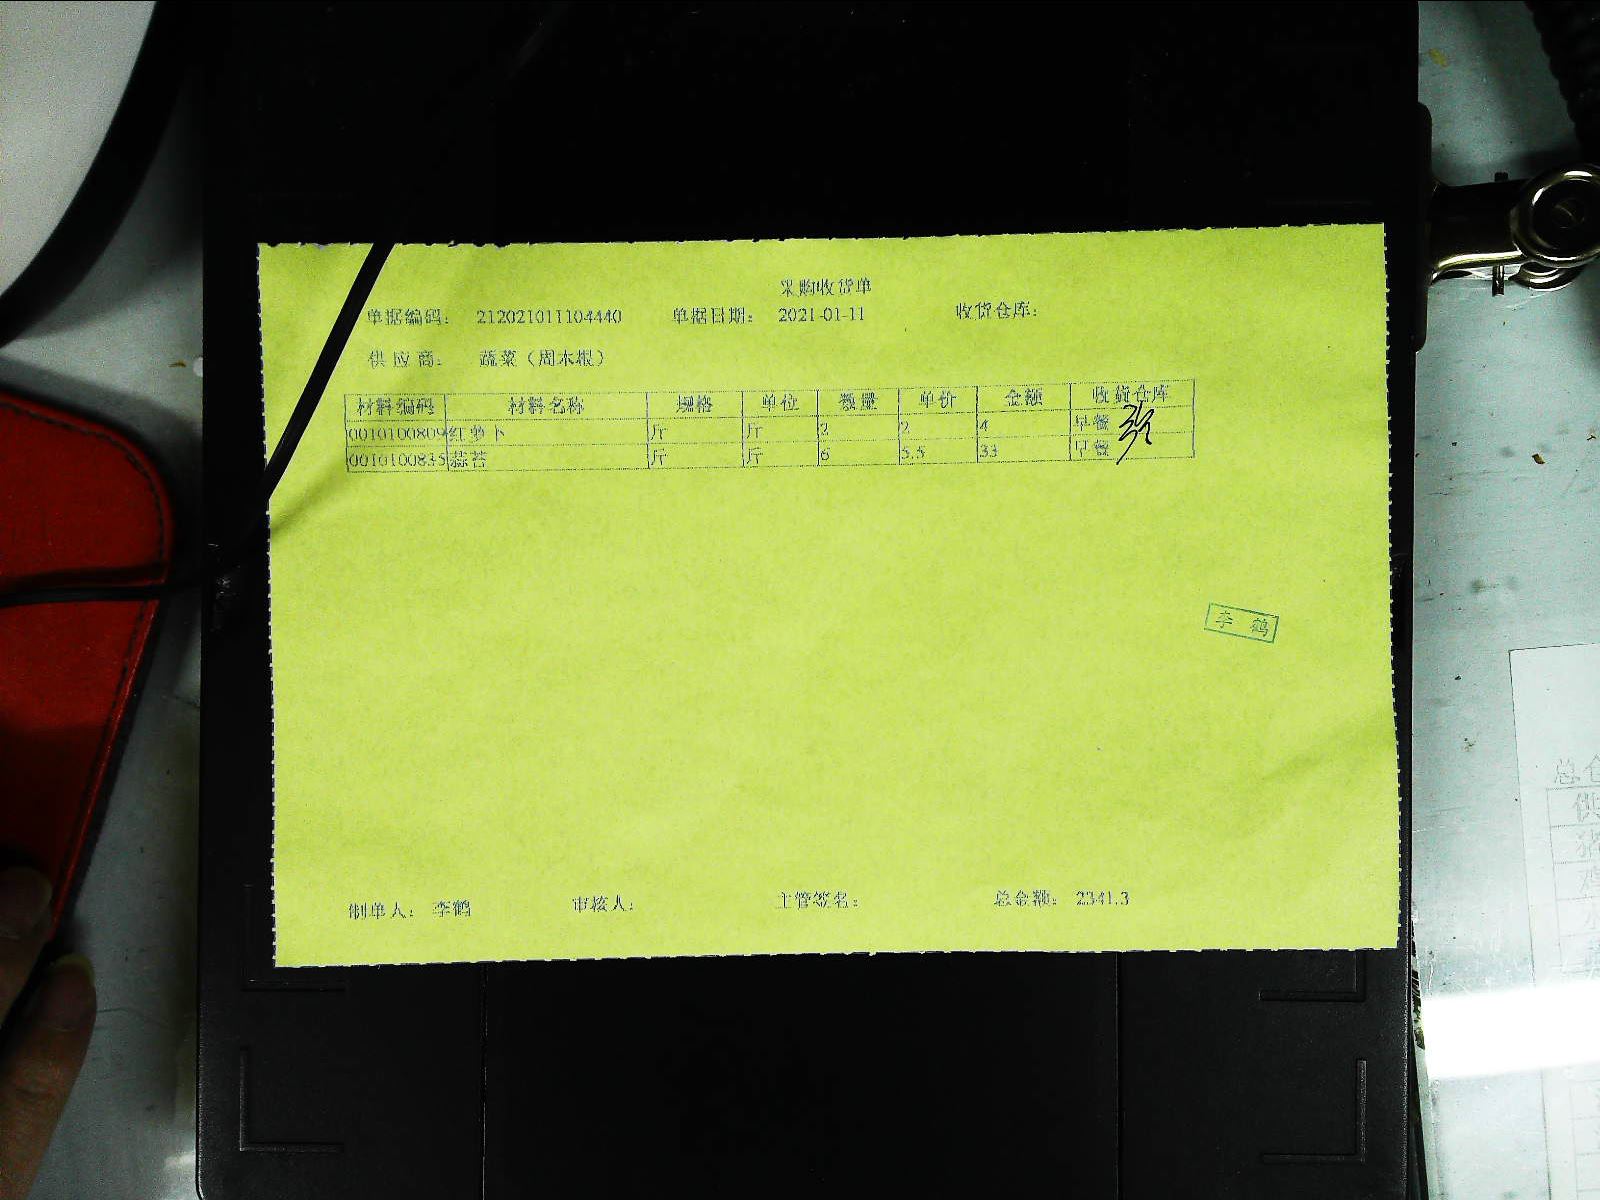 采购收货单
单据编码： 212021011104440 单据日期： 2021-01-11 收货仓库：
供 应 商： 蔬菜（周木根）
材料编码 材料名称 规格 单位 数量 单价 金额 收货仓库
0010100809 红萝卜 斤 斤 2 2 4 早餐
0010100835 蒜苔 斤 斤 6 5.5 33 早餐
李 鹤
制单人： 李鹤 审核人： 主管签名： 总金额： 2341.3
总仓
供